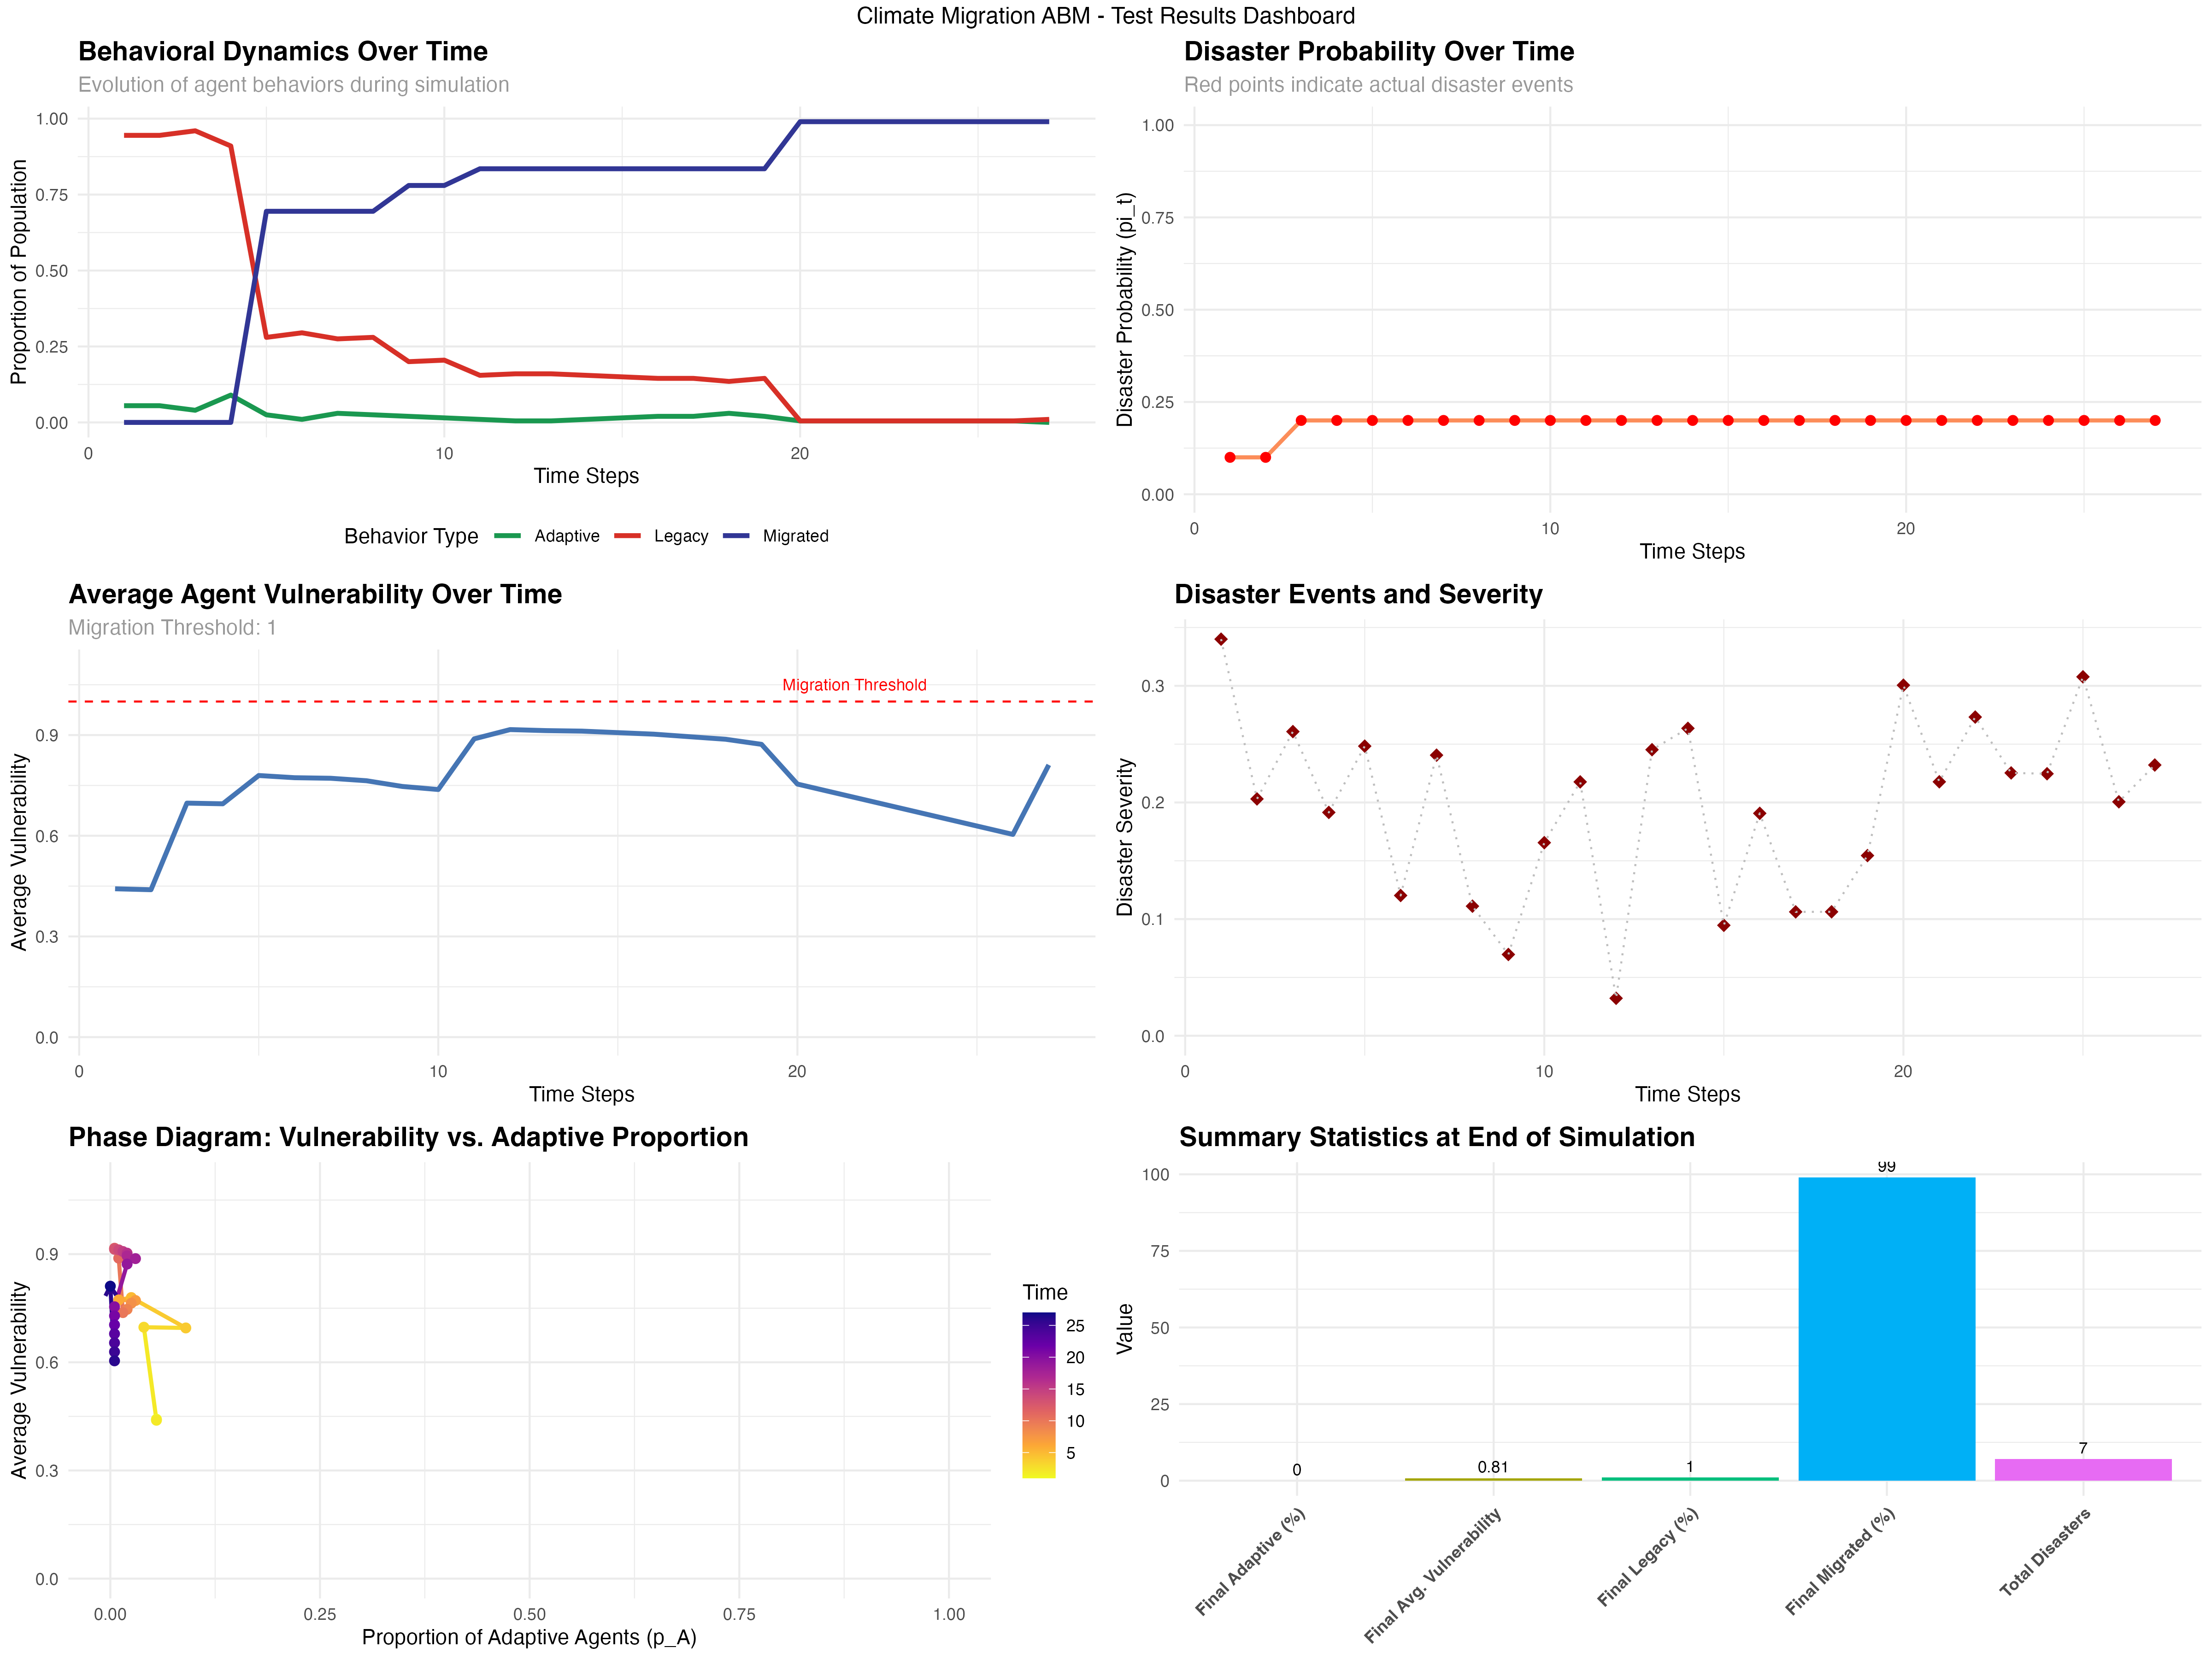 Climate Migration ABM - Test Results Dashboard
Behavioral Dynamics Over Time
Evolution of agent behaviors during simulation
Proportion of Population
1.00
0.75
0.50
0.25
0.00
0
10
20
Time Steps
Behavior Type
Adaptive
Legacy
Migrated
Disaster Probability Over Time
Red points indicate actual disaster events
Disaster Probability (pi_t)
1.00
0.75
0.50
0.25
0.00
0
10
20
Time Steps
Average Agent Vulnerability Over Time
Migration Threshold: 1
Average Vulnerability
Migration Threshold
0.9
0.6
0.3
0.0
0
10
20
Time Steps
Disaster Events and Severity
Disaster Severity
0.3
0.2
0.1
0.0
0
10
20
Time Steps
Phase Diagram: Vulnerability vs. Adaptive Proportion
Average Vulnerability
0.9
0.6
0.3
0.0
0.00
0.25
0.50
0.75
1.00
Proportion of Adaptive Agents (p_A)
Time
25
20
15
10
5
Summary Statistics at End of Simulation
Value
100
75
50
25
0
0
0.81
1
99
7
Final Adaptive (%)
Final Avg. Vulnerability
Final Legacy (%)
Final Migrated (%)
Total Disasters